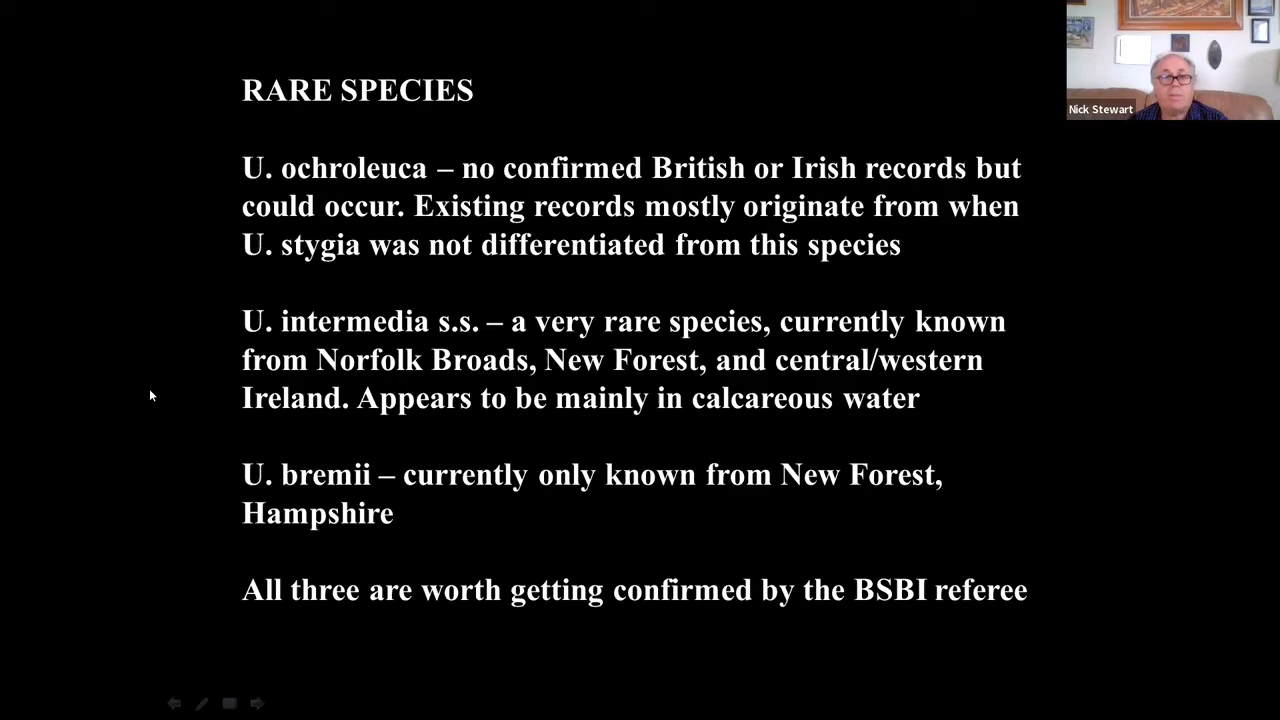 RARE SPECIES
Nick Stewart
U. ochroleuca – no confirmed British or Irish records but
could occur. Existing records mostly originate from when
U. stygia was not differentiated from this species
U. intermedia s.s. – a very rare species, currently known
from Norfolk Broads, New Forest, and central/western
Ireland. Appears to be mainly in calcareous water
U. bremii – currently only known from New Forest,
Hampshire
All three are worth getting confirmed by the BSBI referee